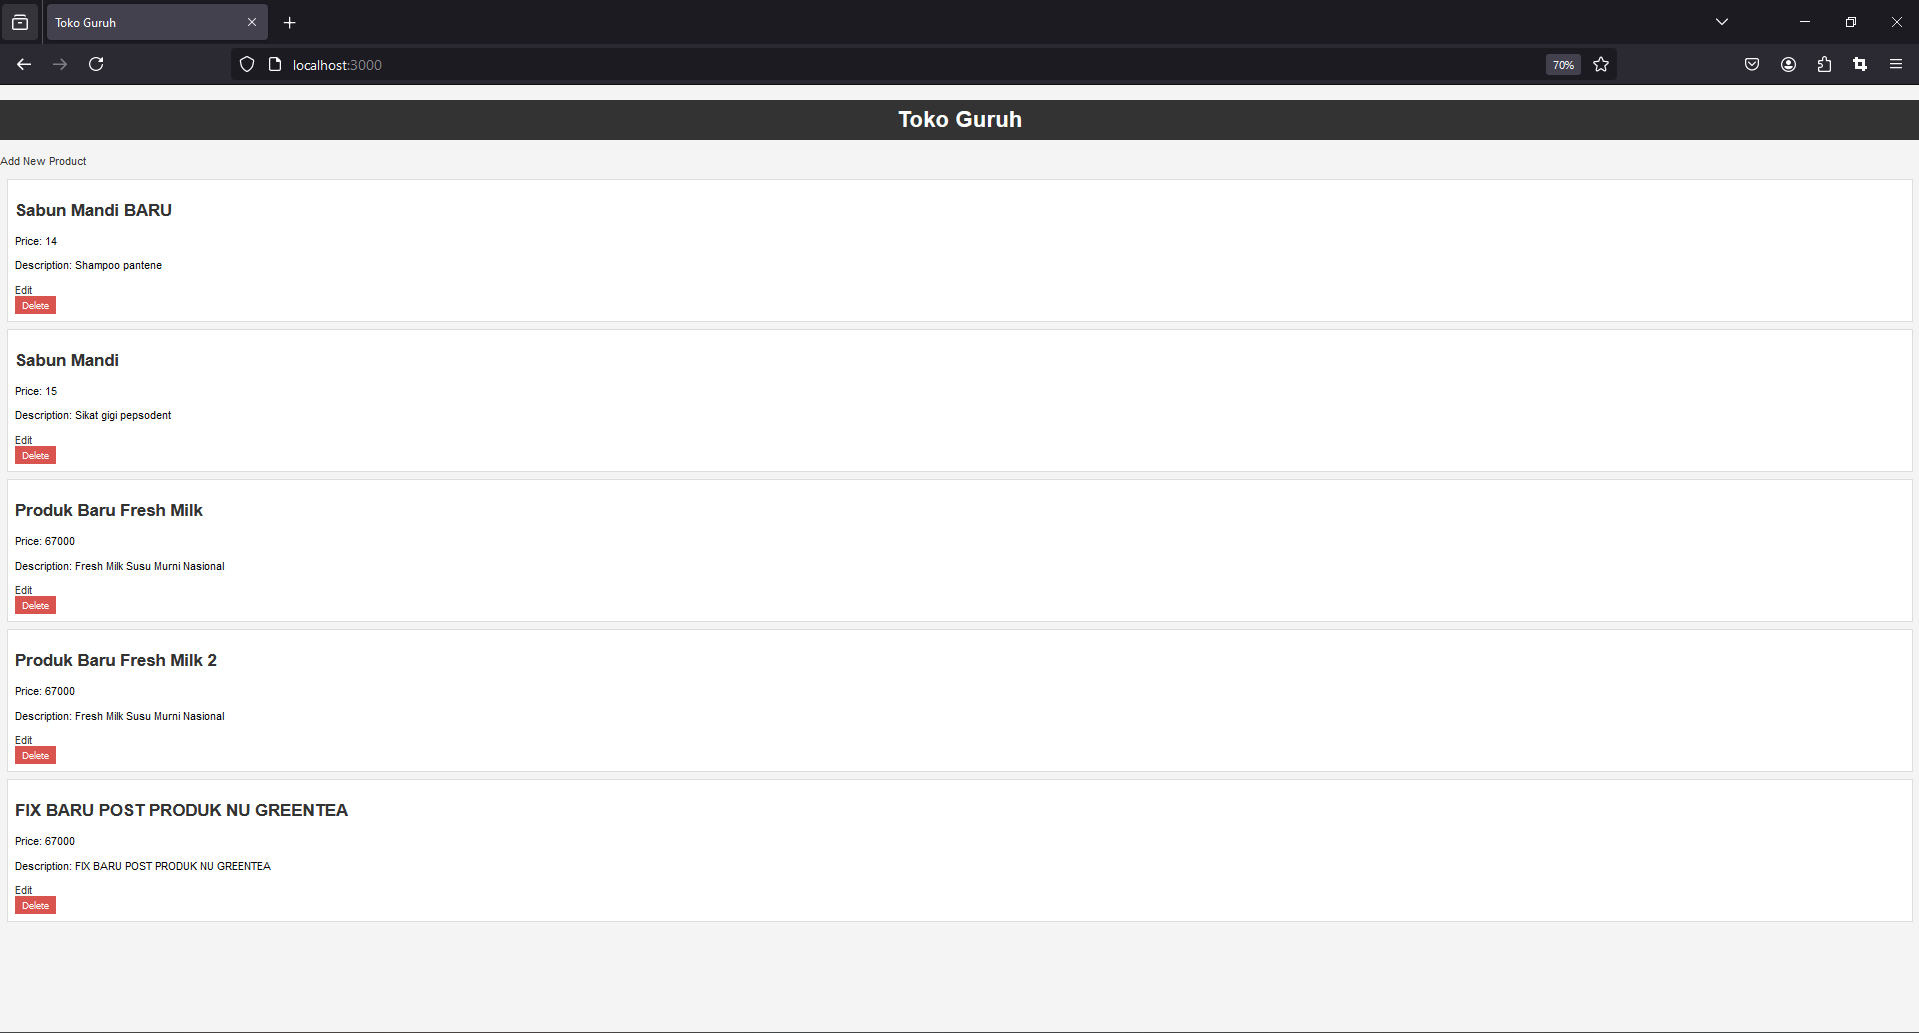 Toko Guruh
localhost:3000
70%
Toko Guruh
Add New Product
Sabun Mandi BARU
Price: 14
Description: Shampoo pantene
Edit
Delete
Sabun Mandi
Price: 15
Description: Sikat gigi pepsodent
Edit
Delete
Produk Baru Fresh Milk
Price: 67000
Description: Fresh Milk Susu Murni Nasional
Edit
Delete
Produk Baru Fresh Milk 2
Price: 67000
Description: Fresh Milk Susu Murni Nasional
Edit
Delete
FIX BARU POST PRODUK NU GREENTEA
Price: 67000
Description: FIX BARU POST PRODUK NU GREENTEA
Edit
Delete